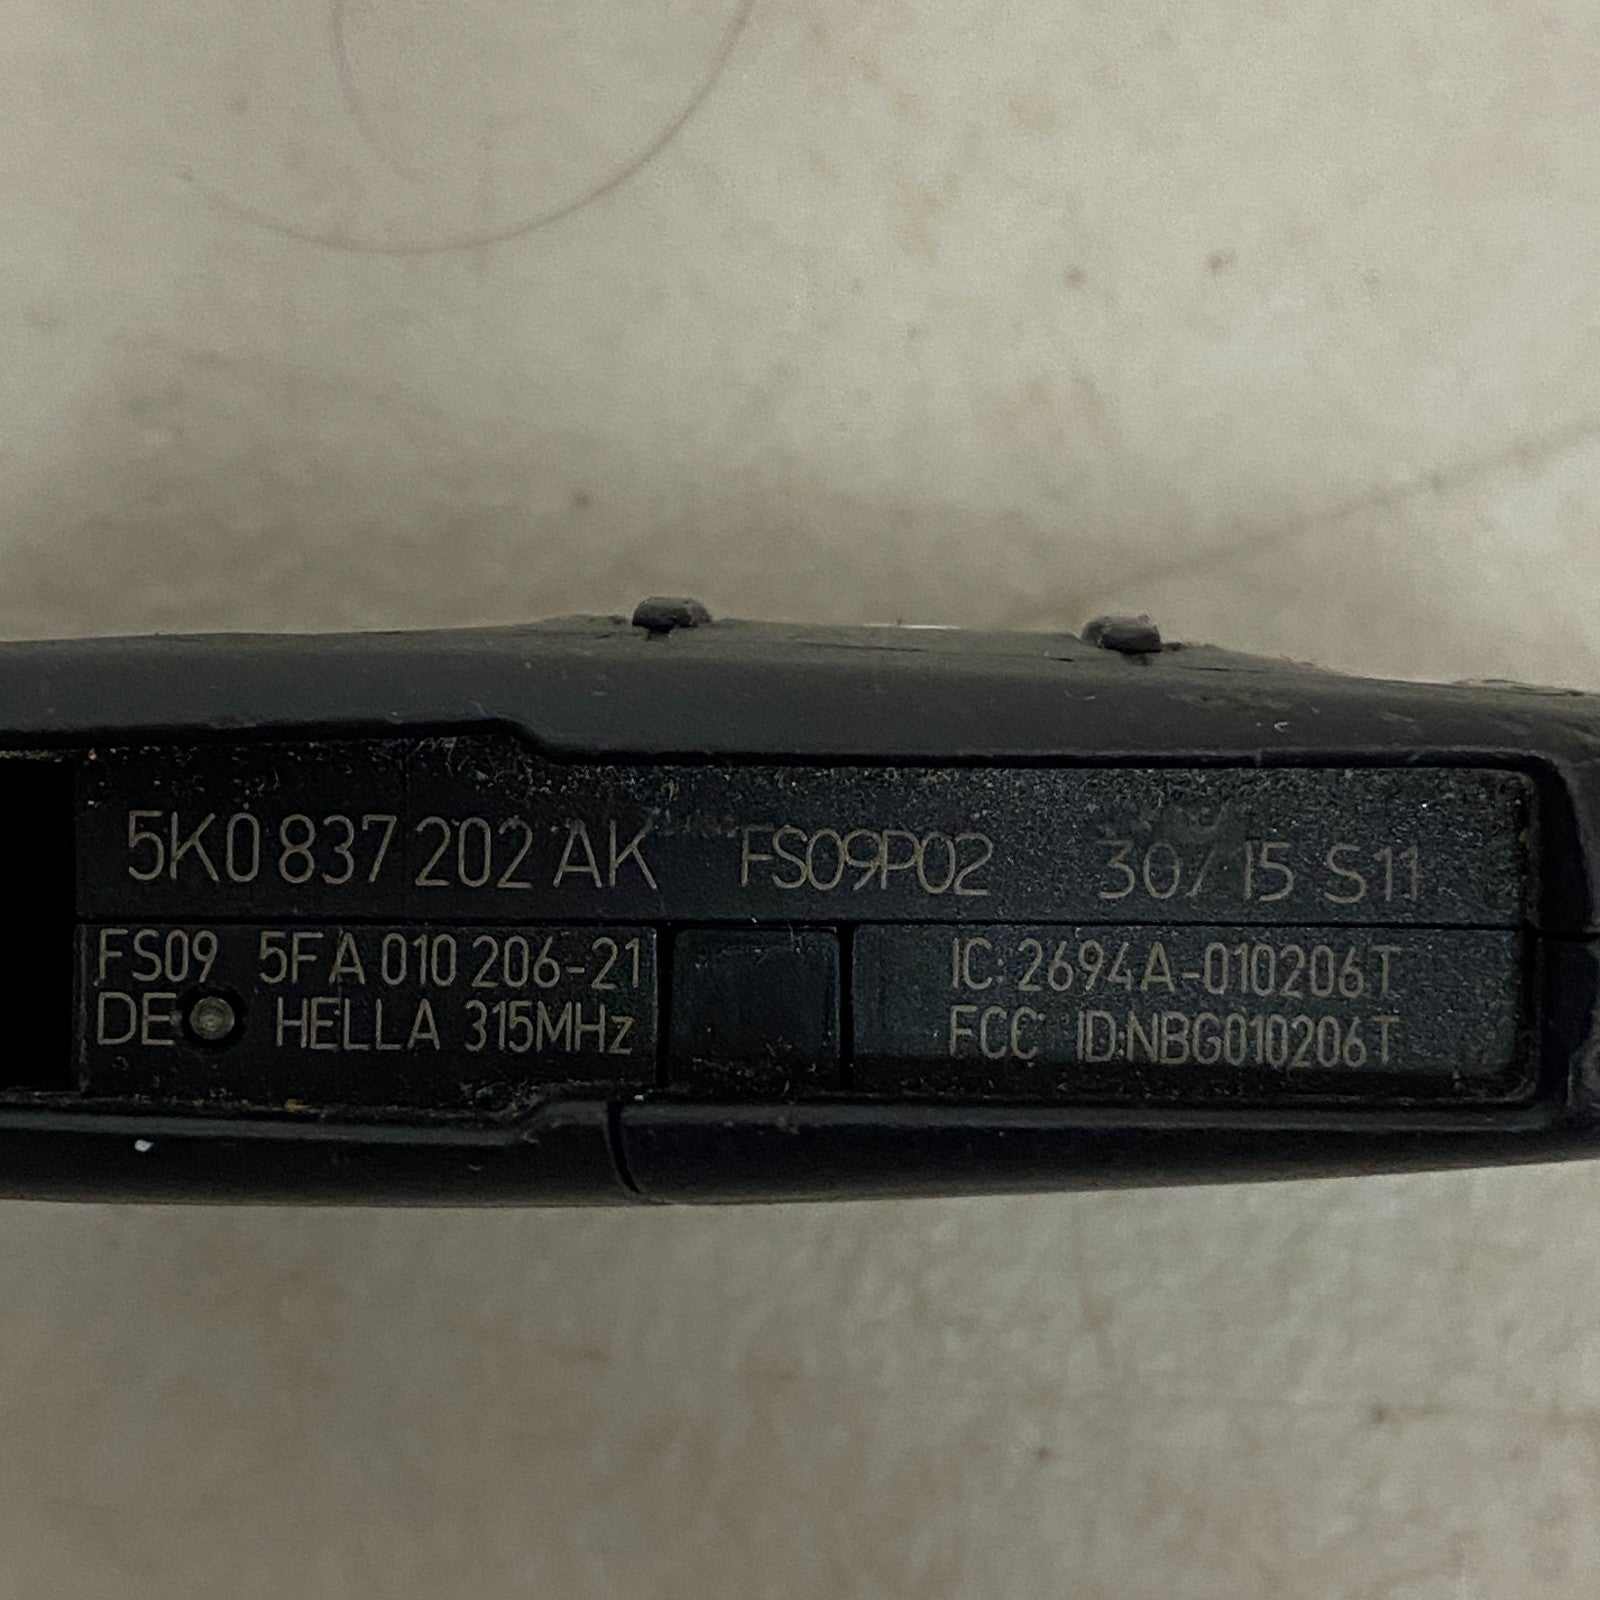 5K0 837 202 AK FS09P02 30/15 S11
FS09 5FA 010 206-21
DE HELLA 315MHz
IC: 2694A-010206T
FCC ID:NBG010206T